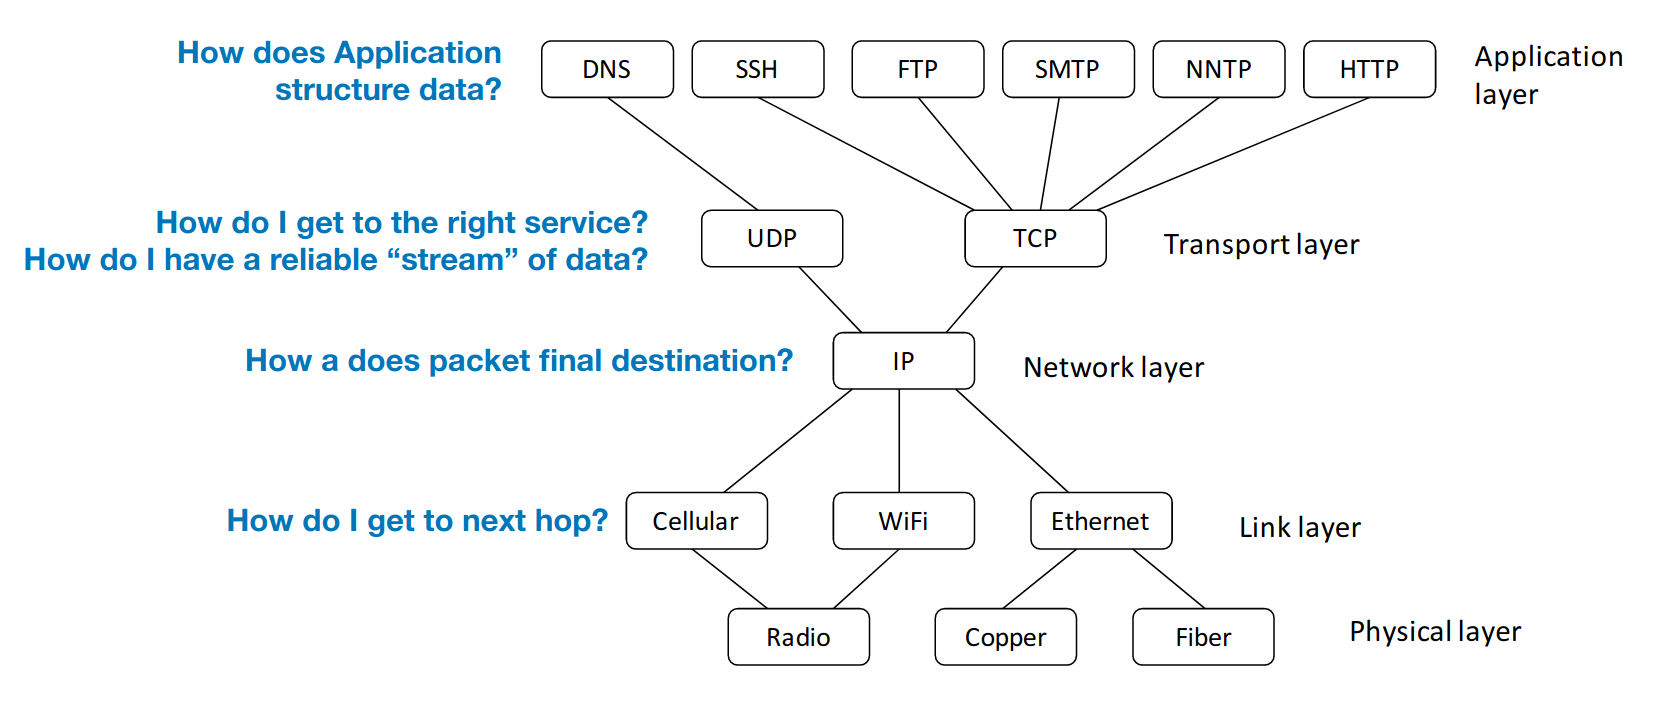 How does Application
structure data?
DNS
SSH
FTP
SMTP
NNTP
HTTP
Application
layer
How do I get to the right service?
How do I have a reliable “stream” of data?
UDP
TCP
Transport layer
How a does packet final destination?
IP
Network layer
How do I get to next hop?
Cellular
WiFi
Ethernet
Link layer
Radio
Copper
Fiber
Physical layer